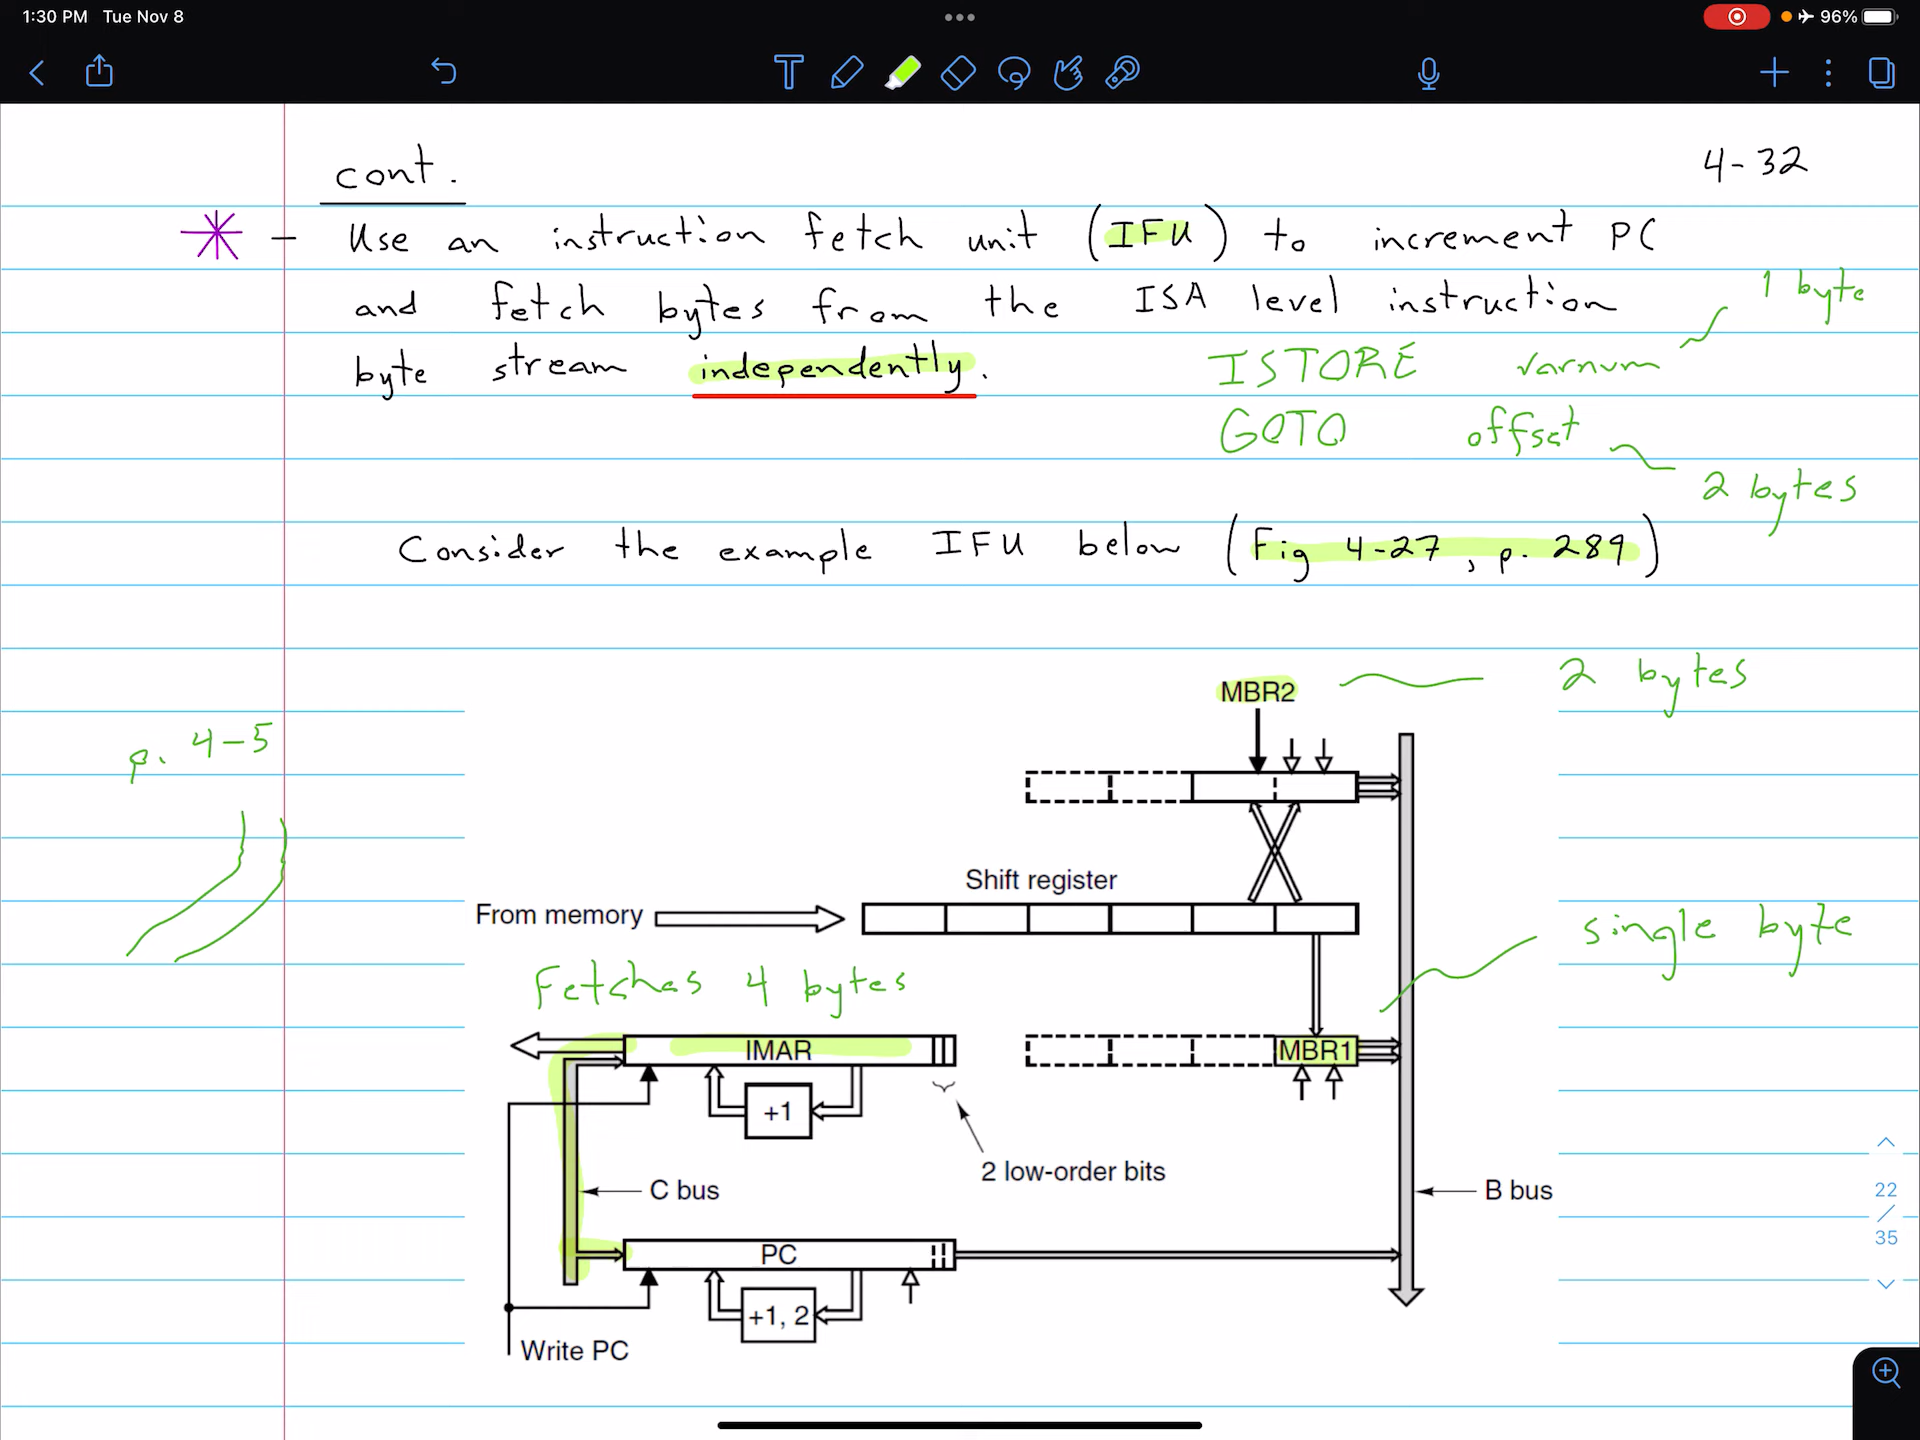 1:30 PM Tue Nov 8
96%
cont.
4-32
- Use an instruction fetch unit (IFU) to increment PC
and fetch bytes from the ISA level instruction
1 byte
byte stream independently.
ISTORE varnum
GOTO offset
2 bytes
Consider the example IFU below (Fig 4-27, p. 289)
MBR2
2 bytes
p. 4-5
Shift register
From memory
single byte
Fetches 4 bytes
IMAR
MBR1
+1
2 low-order bits
C bus
B bus
22
/
35
PC
+1, 2
Write PC